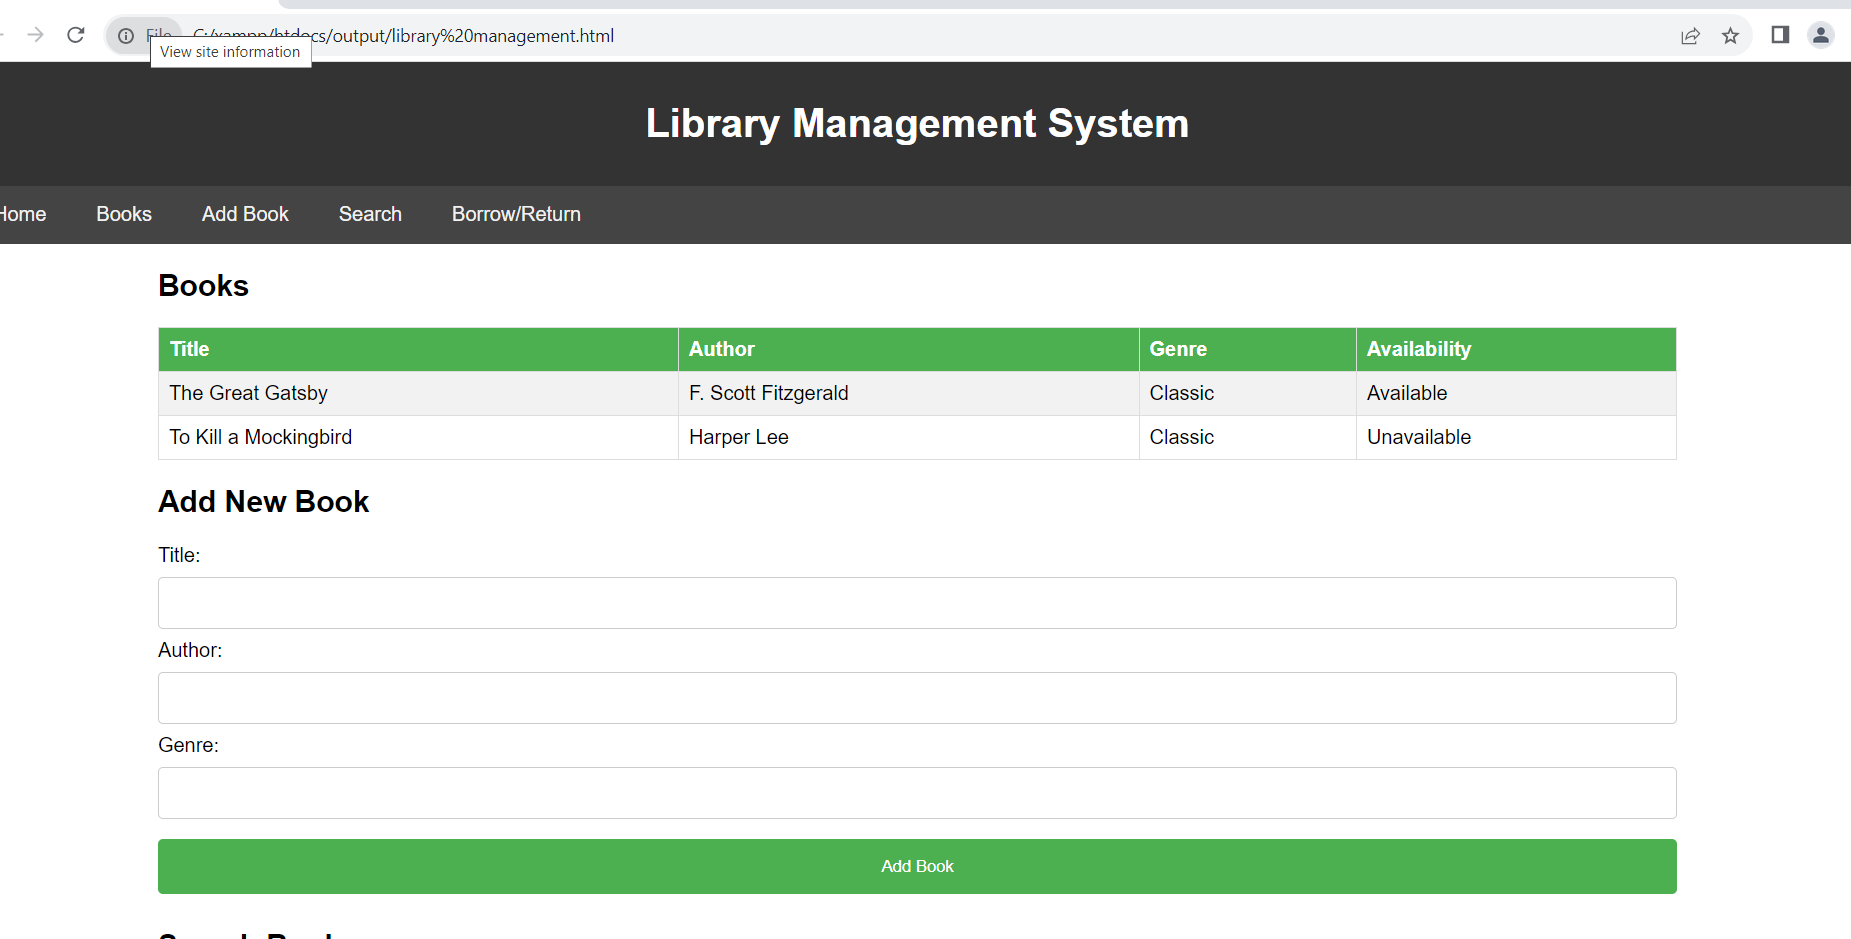 C:/xampp/htdocs/output/library%20management.html
View site information
Library Management System
Home Books Add Book Search Borrow/Return
Books
Title Author Genre Availability
The Great Gatsby F. Scott Fitzgerald Classic Available
To Kill a Mockingbird Harper Lee Classic Unavailable
Add New Book
Title:
Author:
Genre:
Add Book